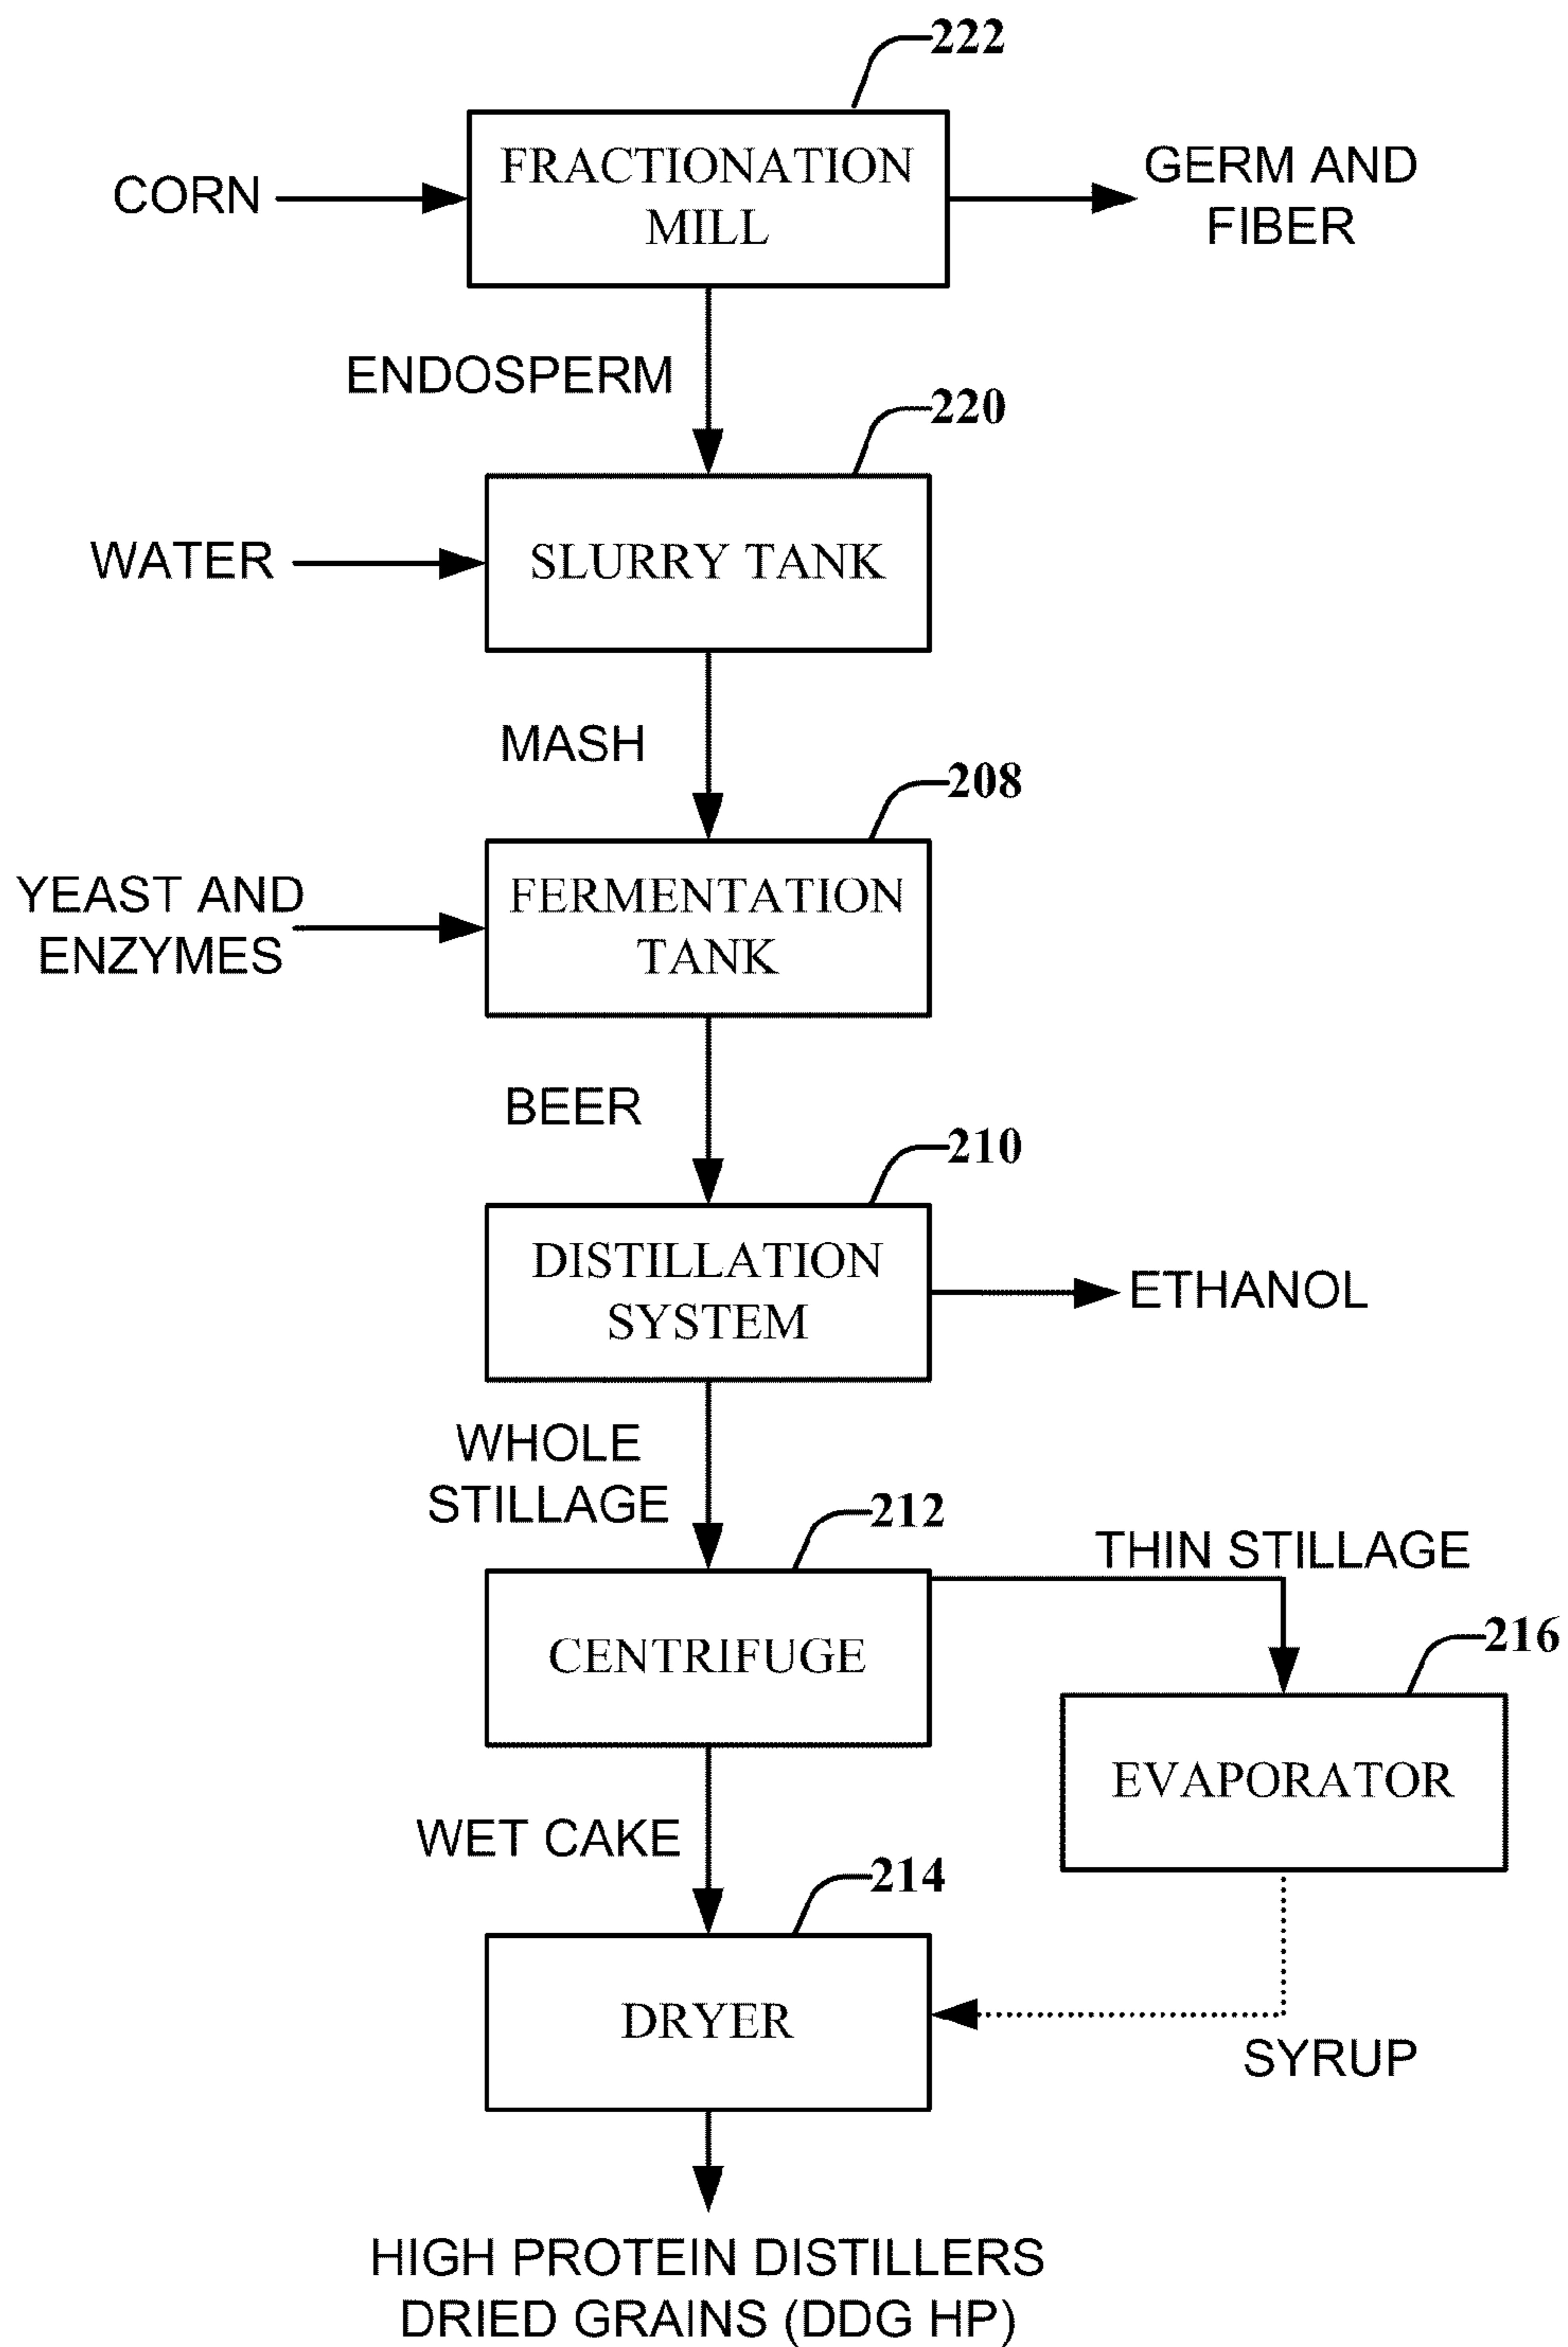 222
FRACTIONATION
MILL
CORN
GERM AND
FIBER
ENDOSPERM
220
WATER
SLURRY TANK
MASH
208
YEAST AND
ENZYMES
FERMENTATION
TANK
BEER
210
DISTILLATION
SYSTEM
ETHANOL
WHOLE
STILLAGE
212
THIN STILLAGE
CENTRIFUGE
216
EVAPORATOR
WET CAKE
214
DRYER
SYRUP
HIGH PROTEIN DISTILLERS
DRIED GRAINS (DDG HP)